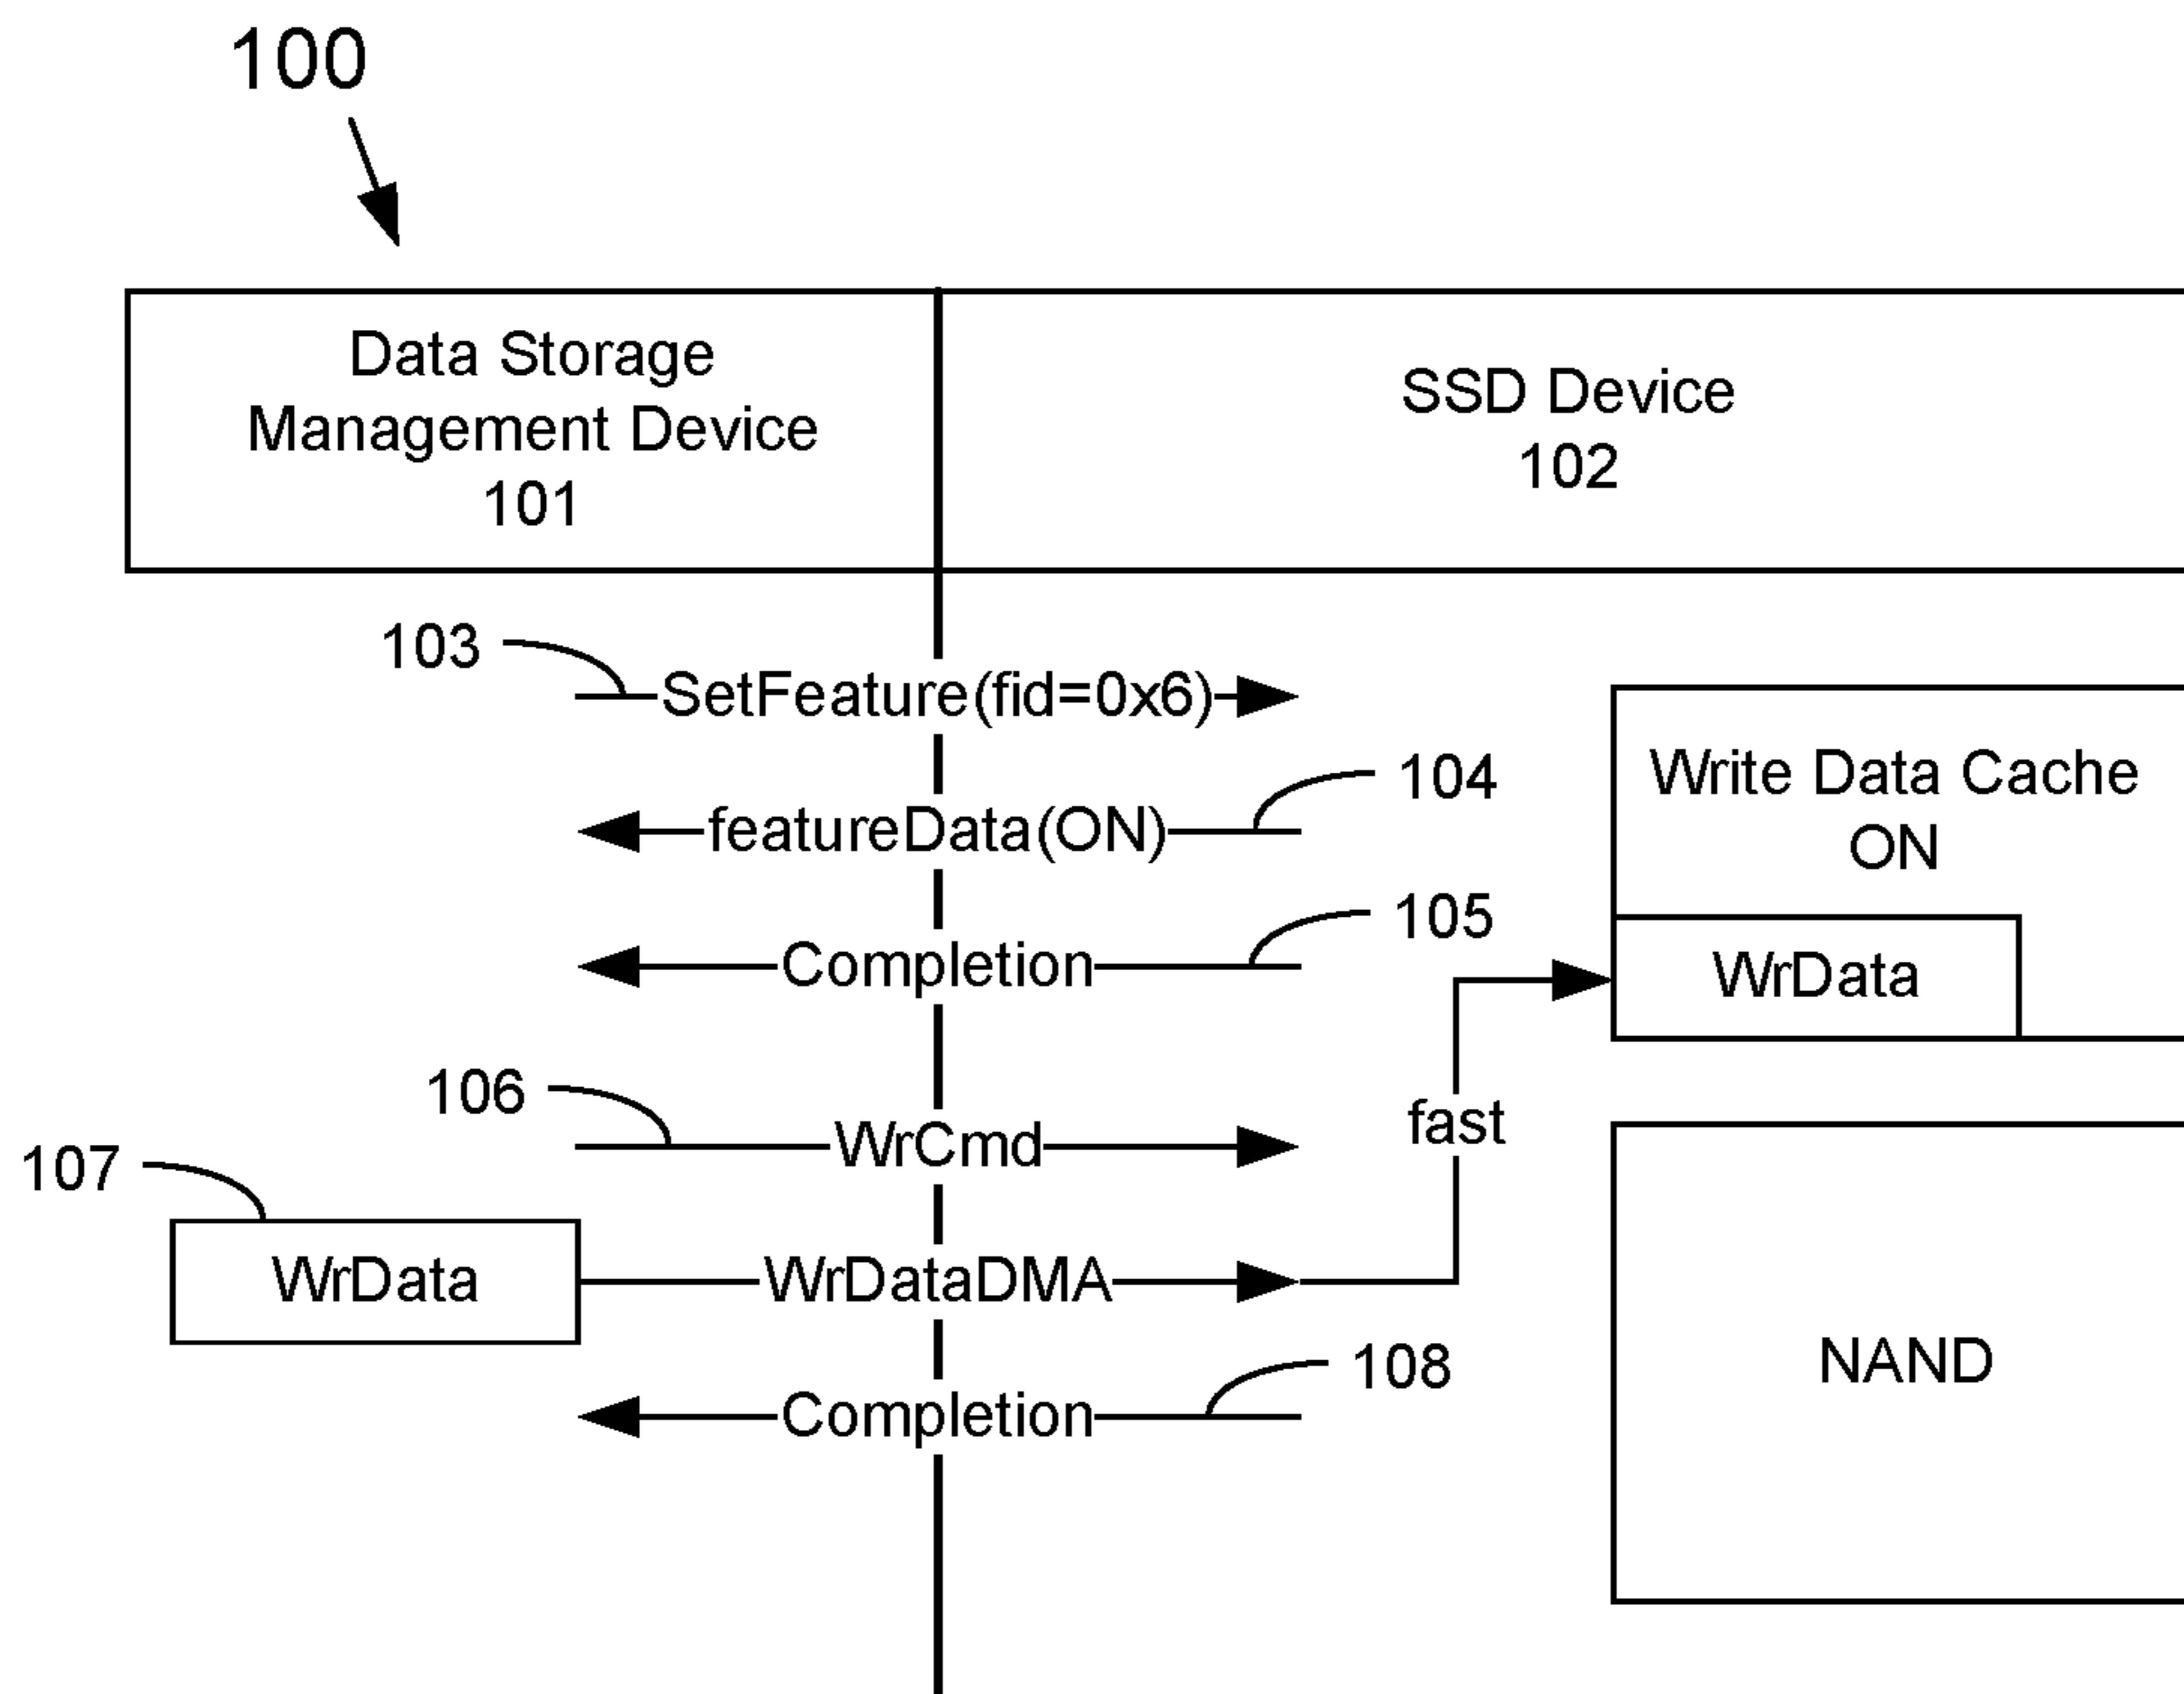 100
Data Storage
Management Device
101
SSD Device
102
103
SetFeature(fid=0x6)
104
featureData(ON)
Write Data Cache
ON
105
Completion
WrData
106
WrCmd
fast
107
WrData
WrDataDMA
108
Completion
NAND